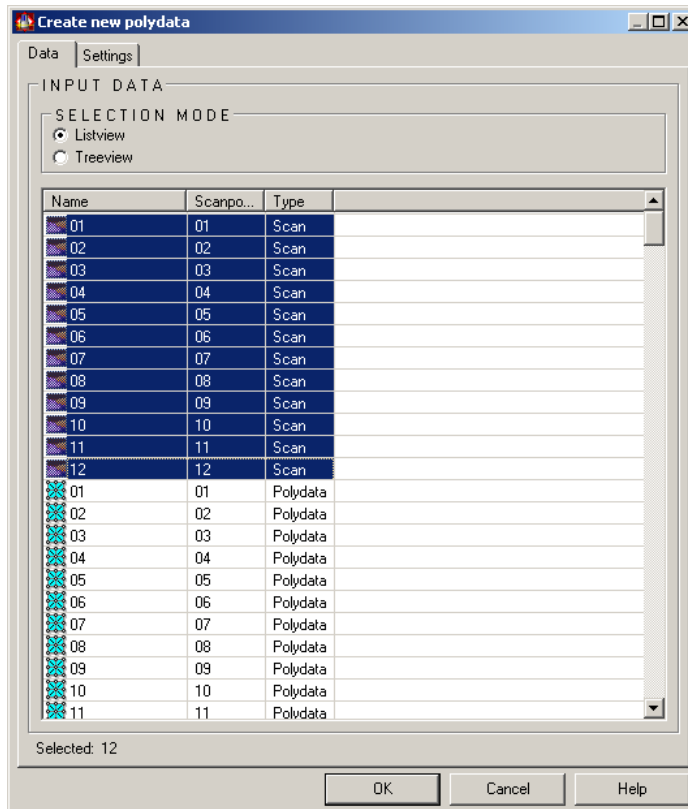 Create new polydata
Data Settings
INPUT DATA
SELECTION MODE
Listview
Treeview
Name Scanpo... Type
01 01 Scan
02 02 Scan
03 03 Scan
04 04 Scan
05 05 Scan
06 06 Scan
07 07 Scan
08 08 Scan
09 09 Scan
10 10 Scan
11 11 Scan
12 12 Scan
01 01 Polydata
02 02 Polydata
03 03 Polydata
04 04 Polydata
05 05 Polydata
06 06 Polydata
07 07 Polydata
08 08 Polydata
09 09 Polydata
10 10 Polydata
11 11 Polydata
Selected: 12
OK Cancel Help